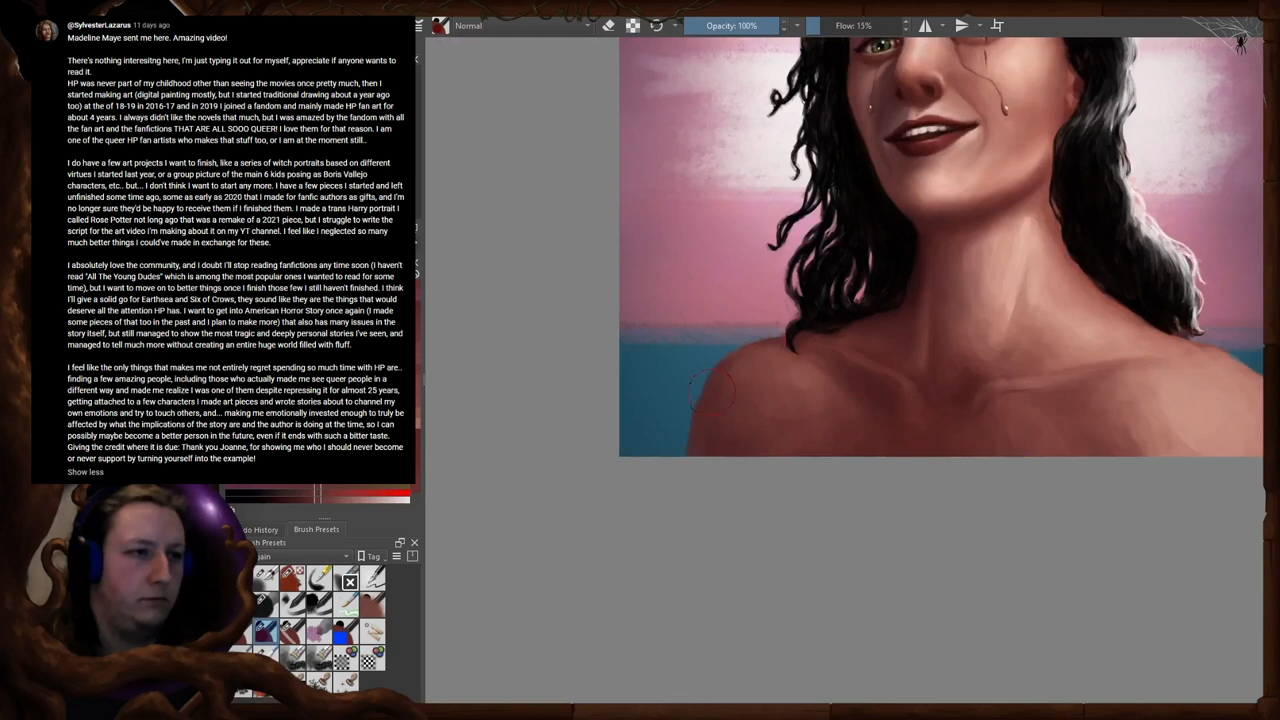 @SylvesterLazarus 11 days ago
Madeline Maye sent me here. Amazing video!
There's nothing interesitng here, I'm just typing it out for myself, appreciate if anyone wants to
read it.
HP was never part of my childhood other than seeing the movies once pretty much, then I
started making art (digital painting mostly, but I started traditional drawing about a year ago
too) at the of 18-19 in 2016-17 and in 2019 I joined a fandom and mainly made HP fan art for
about 4 years. I always didn't like the novels that much, but I was amazed by the fandom with all
the fan art and the fanfictions THAT ARE ALL SOOO QUEER! I love them for that reason. I am
one of the queer HP fan artists who makes that stuff too, or I am at the moment still..
I do have a few art projects I want to finish, like a series of witch portraits based on different
virtues I started last year, or a group picture of the main 6 kids posing as Boris Vallejo
characters, etc.. but... I don't think I want to start any more. I have a few pieces I started and left
unfinished some time ago, some as early as 2020 that I made for fanfic authors as gifts, and I'm
no longer sure they'd be happy to receive them if I finished them. I made a trans Harry portrait I
called Rose Potter not long ago that was a remake of a 2021 piece, but I struggle to write the
script for the art video I'm making about it on my YT channel. I feel like I neglected so many
much better things I could've made in exchange for these.
I absolutely love the community, and I doubt I'll stop reading fanfictions any time soon (I haven't
read "All The Young Dudes" which is among the most popular ones I wanted to read for some
time), but I want to move on to better things once I finish those few I still haven't finished. I think
I'll give a solid go for Earthsea and Six of Crows, they sound like they are the things that would
deserve all the attention HP has. I want to get into American Horror Story once again (I made
some pieces of that too in the past and I plan to make more) that also has many issues in the
story itself, but still managed to show the most tragic and deeply personal stories I've seen, and
managed to tell much more without creating an entire huge world filled with fluff.
I feel like the only things that makes me not entirely regret spending so much time with HP are..
finding a few amazing people, including those who actually made me see queer people in a
different way and made me realize I was one of them despite repressing it for almost 25 years,
getting attached to a few characters I made art pieces and wrote stories about to channel my
own emotions and try to touch others, and... making me emotionally invested enough to truly be
affected by what the implications of the story are and the author is doing at the time, so I can
possibly maybe become a better person in the future, even if it ends with such a bitter taste.
Giving the credit where it is due: Thank you Joanne, for showing me who I should never become
or never support by turning yourself into the example!
Show less
Normal
Opacity: 100%
Flow: 15%
do History
Brush Presets
sh Presets
gain
Tag